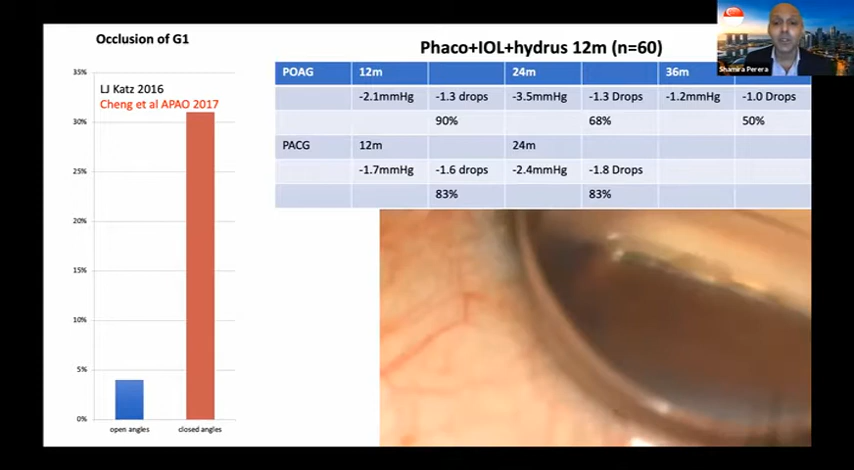 Occlusion of G1
35%
30%
25%
20%
15%
10%
5%
0%
LJ Katz 2016
Cheng et al APAO 2017
open angles closed angles
Phaco+IOL+hydrus 12m (n=60)
POAG 12m 24m 36m
-2.1mmHg -1.3 drops -3.5mmHg -1.3 Drops -1.2mmHg -1.0 Drops
90% 68% 50%
PACG 12m 24m
-1.7mmHg -1.6 drops -2.4mmHg -1.8 Drops
83% 83%
Shamira Perera